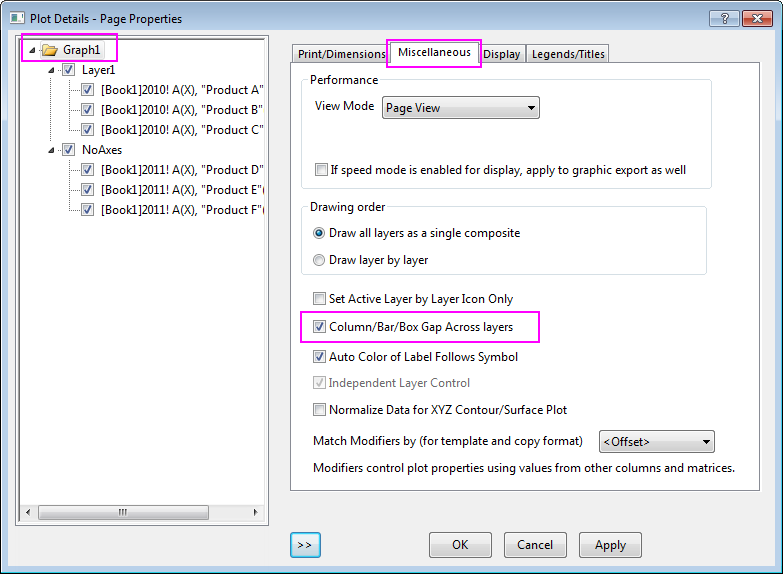 Plot Details - Page Properties
Graph1
Layer1
[Book1]2010! A(X), "Product A"
[Book1]2010! A(X), "Product B"
[Book1]2010! A(X), "Product C"
NoAxes
[Book1]2011! A(X), "Product D"
[Book1]2011! A(X), "Product E"(
[Book1]2011! A(X), "Product F"(
Print/Dimensions Miscellaneous Display Legends/Titles
Performance
View Mode Page View
If speed mode is enabled for display, apply to graphic export as well
Drawing order
Draw all layers as a single composite
Draw layer by layer
Set Active Layer by Layer Icon Only
Column/Bar/Box Gap Across layers
Auto Color of Label Follows Symbol
Independent Layer Control
Normalize Data for XYZ Contour/Surface Plot
Match Modifiers by (for template and copy format) <Offset>
Modifiers control plot properties using values from other columns and matrices.
>> OK Cancel Apply